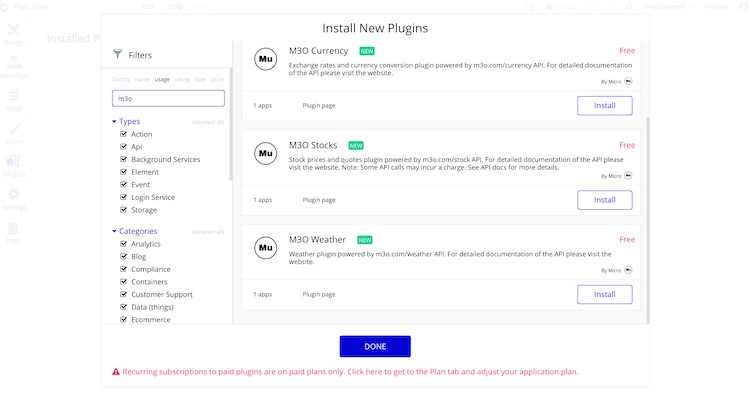 Page: index
Edit
Help
Development
Preview
Install New Plugins
Installed P
Design
Workflow
Data
Styles
Plugins
Settings
Logs
Filters
Sort by name usage rating date price
m3o
Types
(deselect all)
Action
Api
Background Services
Element
Event
Login Service
Storage
Categories
(deselect all)
Analytics
Blog
Compliance
Containers
Customer Support
Data (things)
Ecommerce
Mu
M3O Currency NEW
Free
Exchange rates and currency conversion plugin powered by m3o.com/currency API. For detailed documentation
of the API please visit the website.
By Micro
1 apps
Plugin page
Install
Mu
M3O Stocks NEW
Free
Stock prices and quotes plugin powered by m3o.com/stock API. For detailed documentation of the API please
visit the website. Note: Some API calls may incur a charge. See API docs for more details.
By Micro
1 apps
Plugin page
Install
Mu
M3O Weather NEW
Free
Weather plugin powered by m3o.com/weather API. For detailed documentation of the API please visit the
website.
By Micro
1 apps
Plugin page
Install
DONE
Recurring subscriptions to paid plugins are on paid plans only. Click here to get to the Plan tab and adjust your application plan.